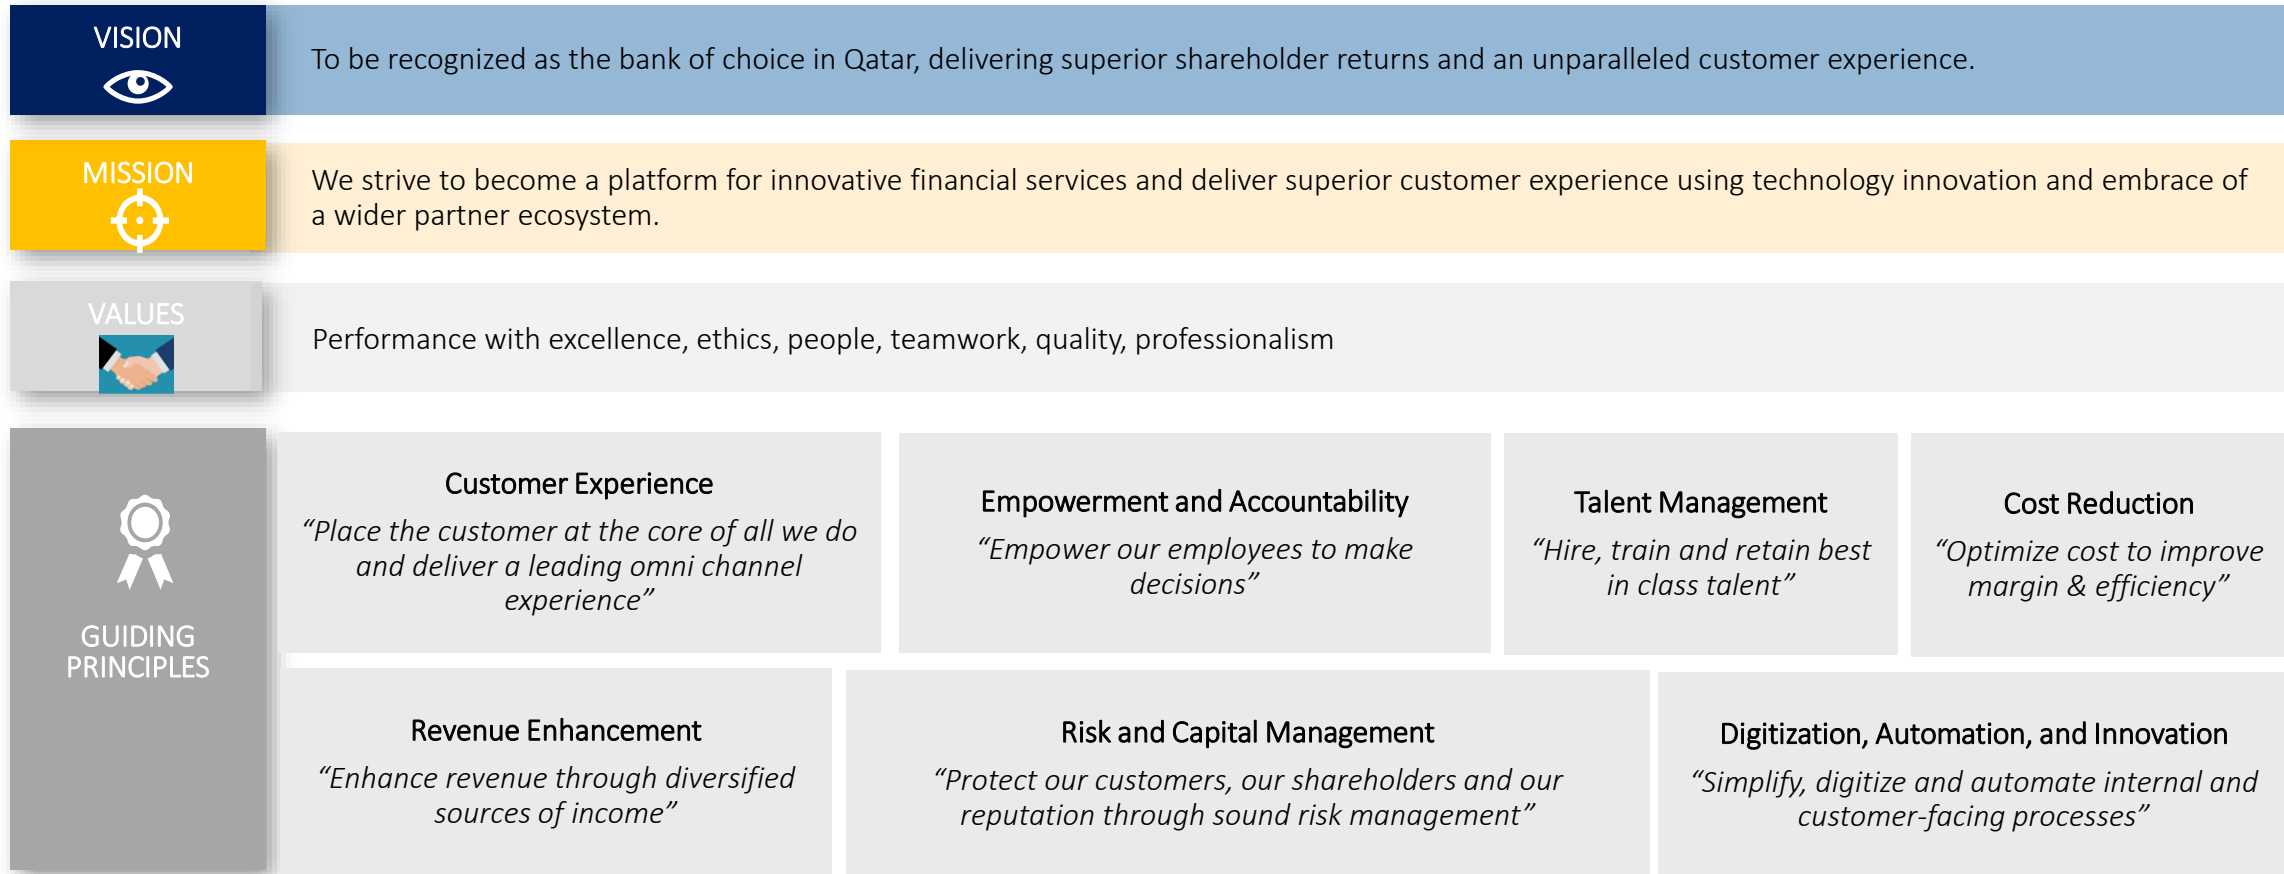 VISION
To be recognized as the bank of choice in Qatar, delivering superior shareholder returns and an unparalleled customer experience.
MISSION
We strive to become a platform for innovative financial services and deliver superior customer experience using technology innovation and embrace of
a wider partner ecosystem.
VALUES
Performance with excellence, ethics, people, teamwork, quality, professionalism
GUIDING
PRINCIPLES
Customer Experience
“Place the customer at the core of all we do
and deliver a leading omni channel
experience”
Empowerment and Accountability
“Empower our employees to make
decisions”
Talent Management
“Hire, train and retain best
in class talent”
Cost Reduction
“Optimize cost to improve
margin & efficiency”
Revenue Enhancement
“Enhance revenue through diversified
sources of income”
Risk and Capital Management
“Protect our customers, our shareholders and our
reputation through sound risk management”
Digitization, Automation, and Innovation
“Simplify, digitize and automate internal and
customer-facing processes”